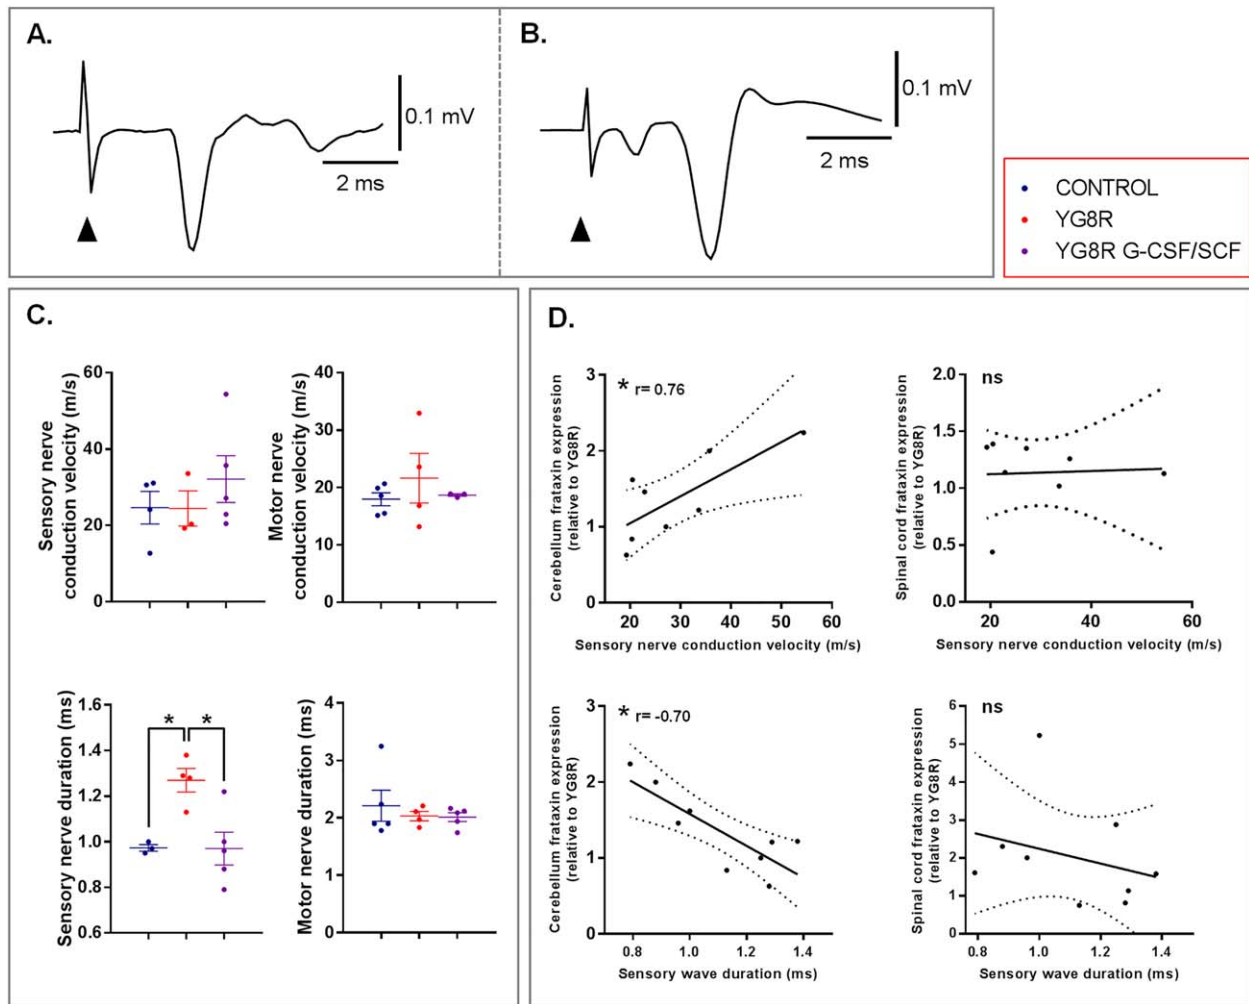 A.
0.1 mV
2 ms
B.
0.1 mV
2 ms
CONTROL
YG8R
YG8R G-CSF/SCF
C.
Sensory nerve
conduction velocity (m/s)
60
40
20
0
Motor nerve
conduction velocity (m/s)
40
30
20
10
0
Sensory nerve duration (ms)
1.6
1.4
1.2
1.0
0.8
0.6
* *
Motor nerve duration (ms)
4
3
2
1
0
D.
Cerebellum frataxin expression
(relative to YG8R)
3
2
1
0
* r= 0.76
20 30 40 50 60
Sensory nerve conduction velocity (m/s)
Spinal cord frataxin expression
(relative to YG8R)
2.0
1.5
1.0
0.5
0.0
ns
20 40 60
Sensory nerve conduction velocity (m/s)
Cerebellum frataxin expression
(relative to YG8R)
3
2
1
0
* r= -0.70
0.8 1.0 1.2 1.4
Sensory wave duration (ms)
Spinal cord frataxin expression
(relative to YG8R)
6
5
4
3
2
1
0
ns
0.8 1.0 1.2 1.4
Sensory wave duration (ms)